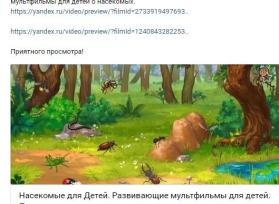 мультфильмы для детей о насекомых.
https://yandex.ru/video/preview/?filmId=2733919497693..
https://yandex.ru/video/preview/?filmId=1240843282253..
Приятного просмотра!
Насекомые для Детей. Развивающие мультфильмы для детей.